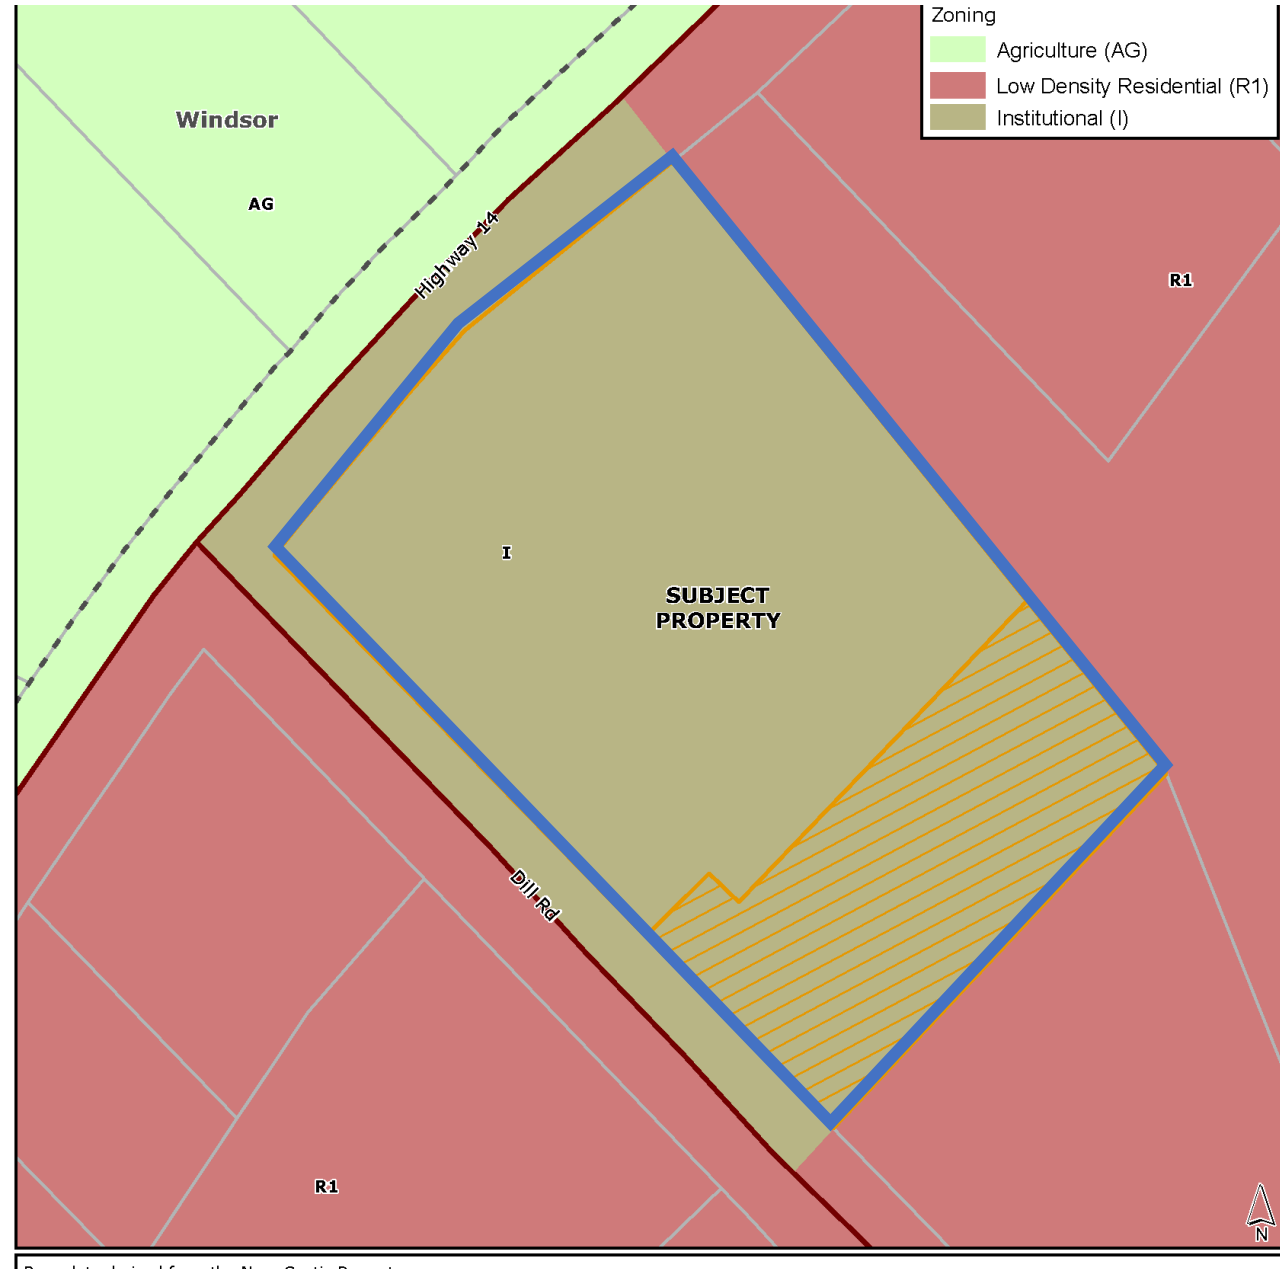 Zoning
Agriculture (AG)
Low Density Residential (R1)
Institutional (I)
Windsor
AG
Highway 14
R1
I
SUBJECT
PROPERTY
Dill Rd
R1
N